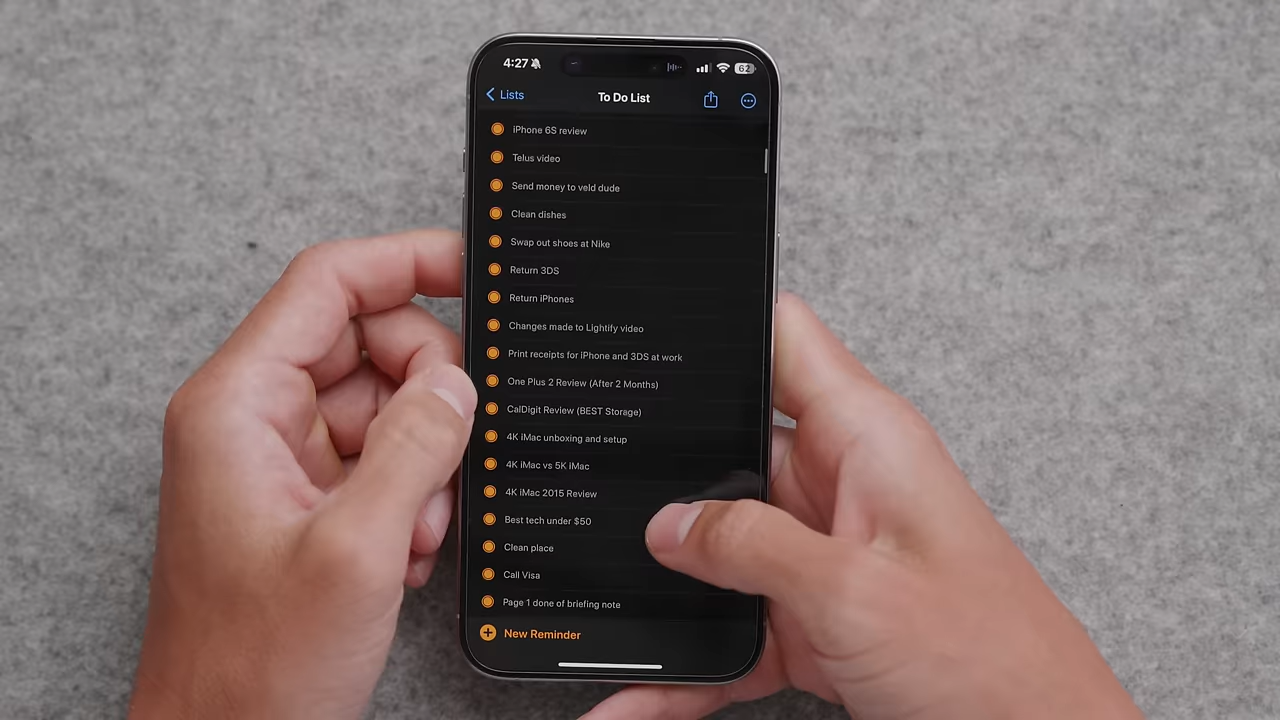 4:27
62
Lists
To Do List
iPhone 6S review
Telus video
Send money to veld dude
Clean dishes
Swap out shoes at Nike
Return 3DS
Return iPhones
Changes made to Lightify video
Print receipts for iPhone and 3DS at work
One Plus 2 Review (After 2 Months)
CalDigit Review (BEST Storage)
4K iMac unboxing and setup
4K iMac vs 5K iMac
4K iMac 2015 Review
Best tech under $50
Clean place
Call Visa
Page 1 done of briefing note
New Reminder